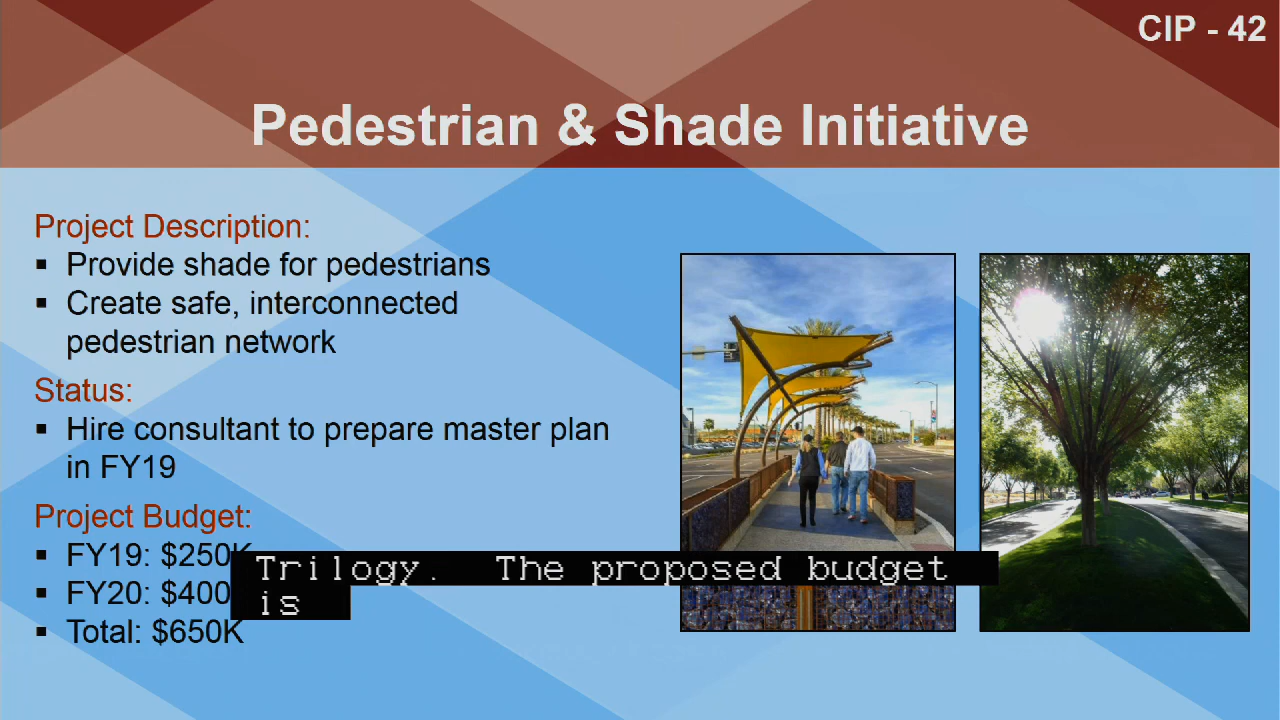 CIP - 42
Pedestrian & Shade Initiative
Project Description:
▪ Provide shade for pedestrians
▪ Create safe, interconnected
pedestrian network
Status:
▪ Hire consultant to prepare master plan
in FY19
Project Budget:
▪ FY19: $250K
▪ FY20: $400
▪ Total: $650K
Trilogy. The proposed budget
is